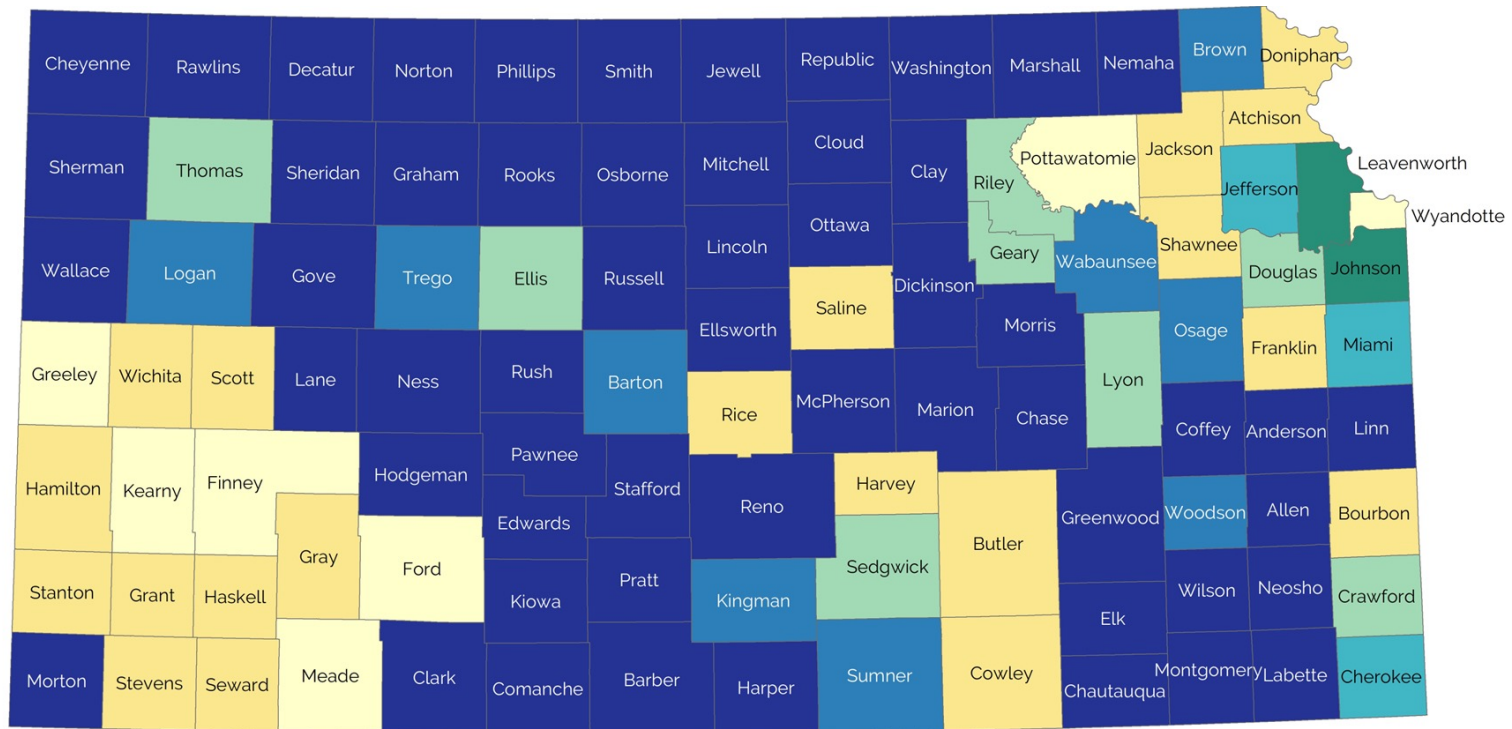 Cheyenne
Rawlins
Decatur
Norton
Phillips
Smith
Jewell
Republic
Washington
Marshall
Nemaha
Brown
Doniphan
Sherman
Thomas
Sheridan
Graham
Rooks
Osborne
Mitchell
Cloud
Clay
Riley
Pottawatomie
Jackson
Atchison
Jefferson
Leavenworth
Wyandotte
Wallace
Logan
Gove
Trego
Ellis
Russell
Lincoln
Ottawa
Dickinson
Geary
Wabaunsee
Shawnee
Douglas
Johnson
Ellsworth
Saline
Morris
Osage
Franklin
Miami
Greeley
Wichita
Scott
Lane
Ness
Rush
Barton
Rice
McPherson
Marion
Chase
Lyon
Coffey
Anderson
Linn
Hamilton
Kearny
Finney
Hodgeman
Pawnee
Stafford
Reno
Harvey
Butler
Greenwood
Woodson
Allen
Bourbon
Edwards
Gray
Ford
Stanton
Grant
Haskell
Kiowa
Pratt
Kingman
Sedgwick
Elk
Wilson
Neosho
Crawford
Morton
Stevens
Seward
Meade
Clark
Comanche
Barber
Harper
Sumner
Cowley
Chautauqua
Montgomery
Labette
Cherokee